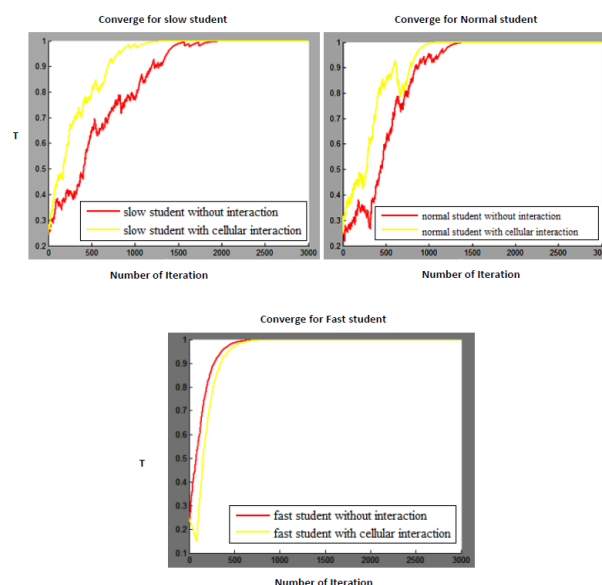 Converge for slow student
T
1
0.9
0.8
0.7
0.6
0.5
0.4
0.3
0.2
0 500 1000 1500 2000 2500 3000
slow student without interaction
slow student with cellular interaction
Number of Iteration
Converge for Normal student
1
0.9
0.8
0.7
0.6
0.5
0.4
0.3
0.2
0 500 1000 1500 2000 2500 3000
normal student without interaction
normal student with cellular interaction
Number of Iteration
Converge for Fast student
T
1
0.9
0.8
0.7
0.6
0.5
0.4
0.3
0.2
0.1
0 500 1000 1500 2000 2500 3000
fast student without interaction
fast student with cellular interaction
Number of Iteration